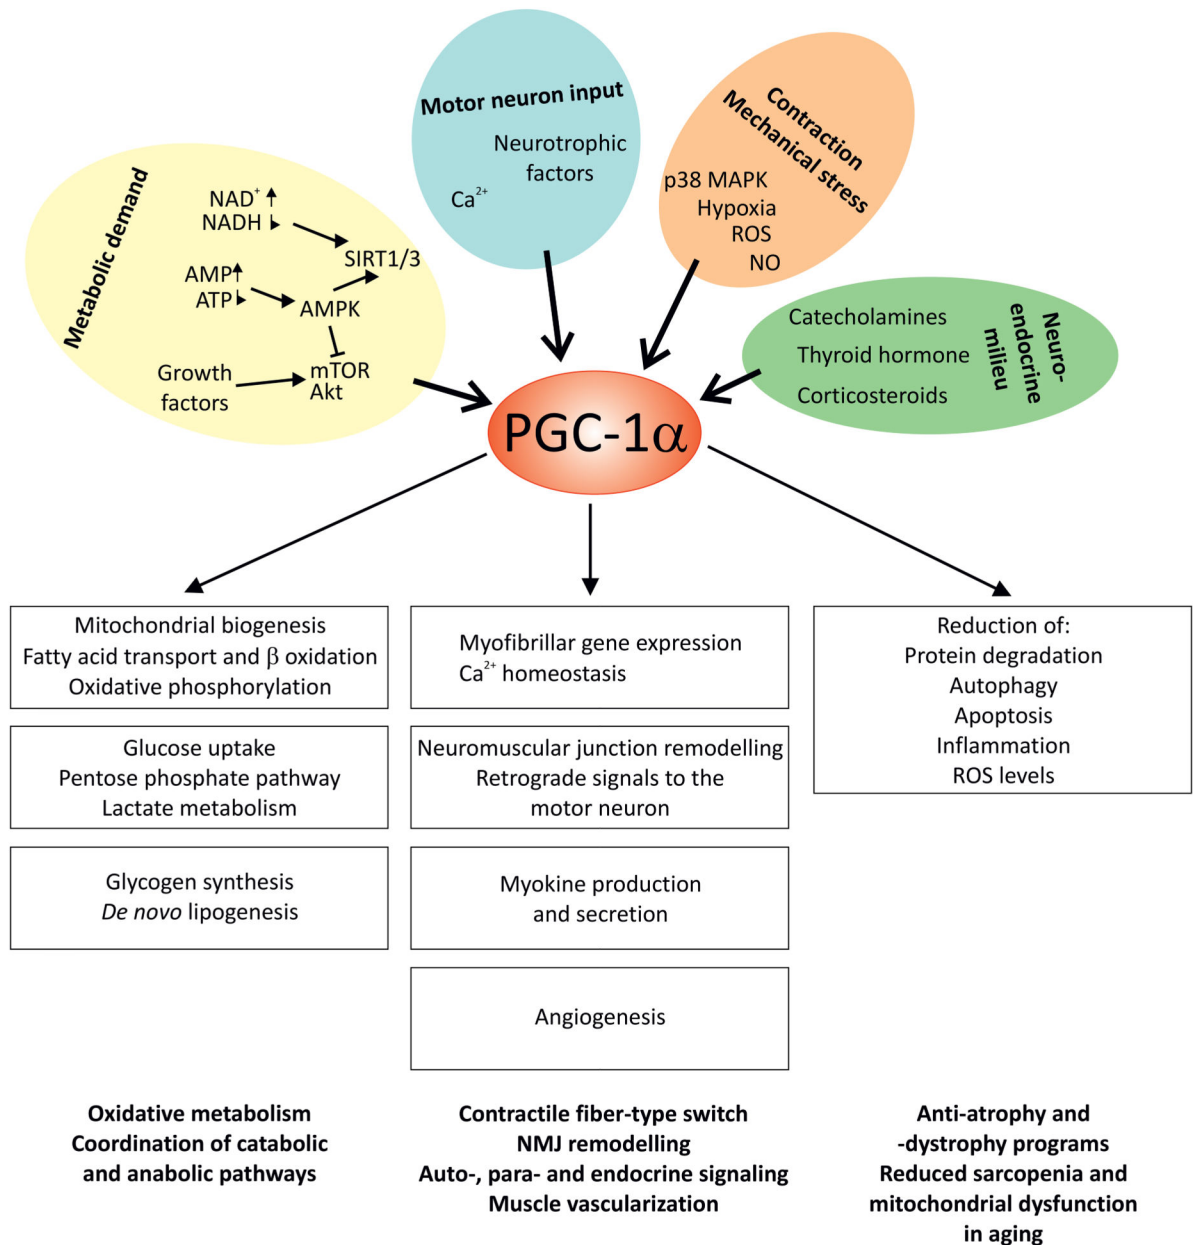 Motor neuron input
Neurotrophic
factors
Ca²⁺
Contraction
Mechanical stress
p38 MAPK
Hypoxia
ROS
NO
Metabolic demand
NAD⁺
NADH
SIRT1/3
AMP
ATP
AMPK
Growth
factors
mTOR
Akt
Catecholamines
Thyroid hormone
Corticosteroids
Neuro-
endocrine
milieu
PGC-1α
Mitochondrial biogenesis
Fatty acid transport and β oxidation
Oxidative phosphorylation
Glucose uptake
Pentose phosphate pathway
Lactate metabolism
Glycogen synthesis
De novo lipogenesis
Myofibrillar gene expression
Ca²⁺ homeostasis
Neuromuscular junction remodelling
Retrograde signals to the
motor neuron
Myokine production
and secretion
Angiogenesis
Reduction of:
Protein degradation
Autophagy
Apoptosis
Inflammation
ROS levels
Oxidative metabolism
Coordination of catabolic
and anabolic pathways
Contractile fiber-type switch
NMJ remodelling
Auto-, para- and endocrine signaling
Muscle vascularization
Anti-atrophy and
-dystrophy programs
Reduced sarcopenia and
mitochondrial dysfunction
in aging